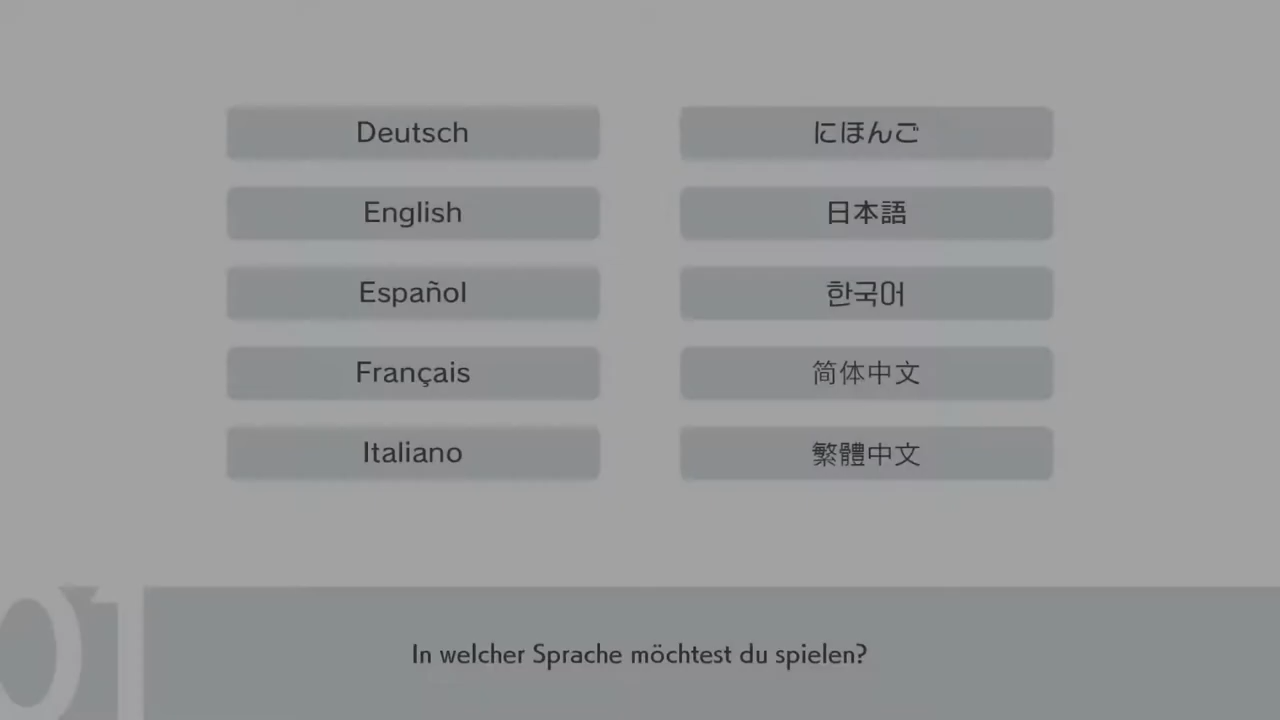 Deutsch
English
Español
Français
Italiano
にほんご
日本語
한국어
简体中文
繁體中文
01
In welcher Sprache möchtest du spielen?